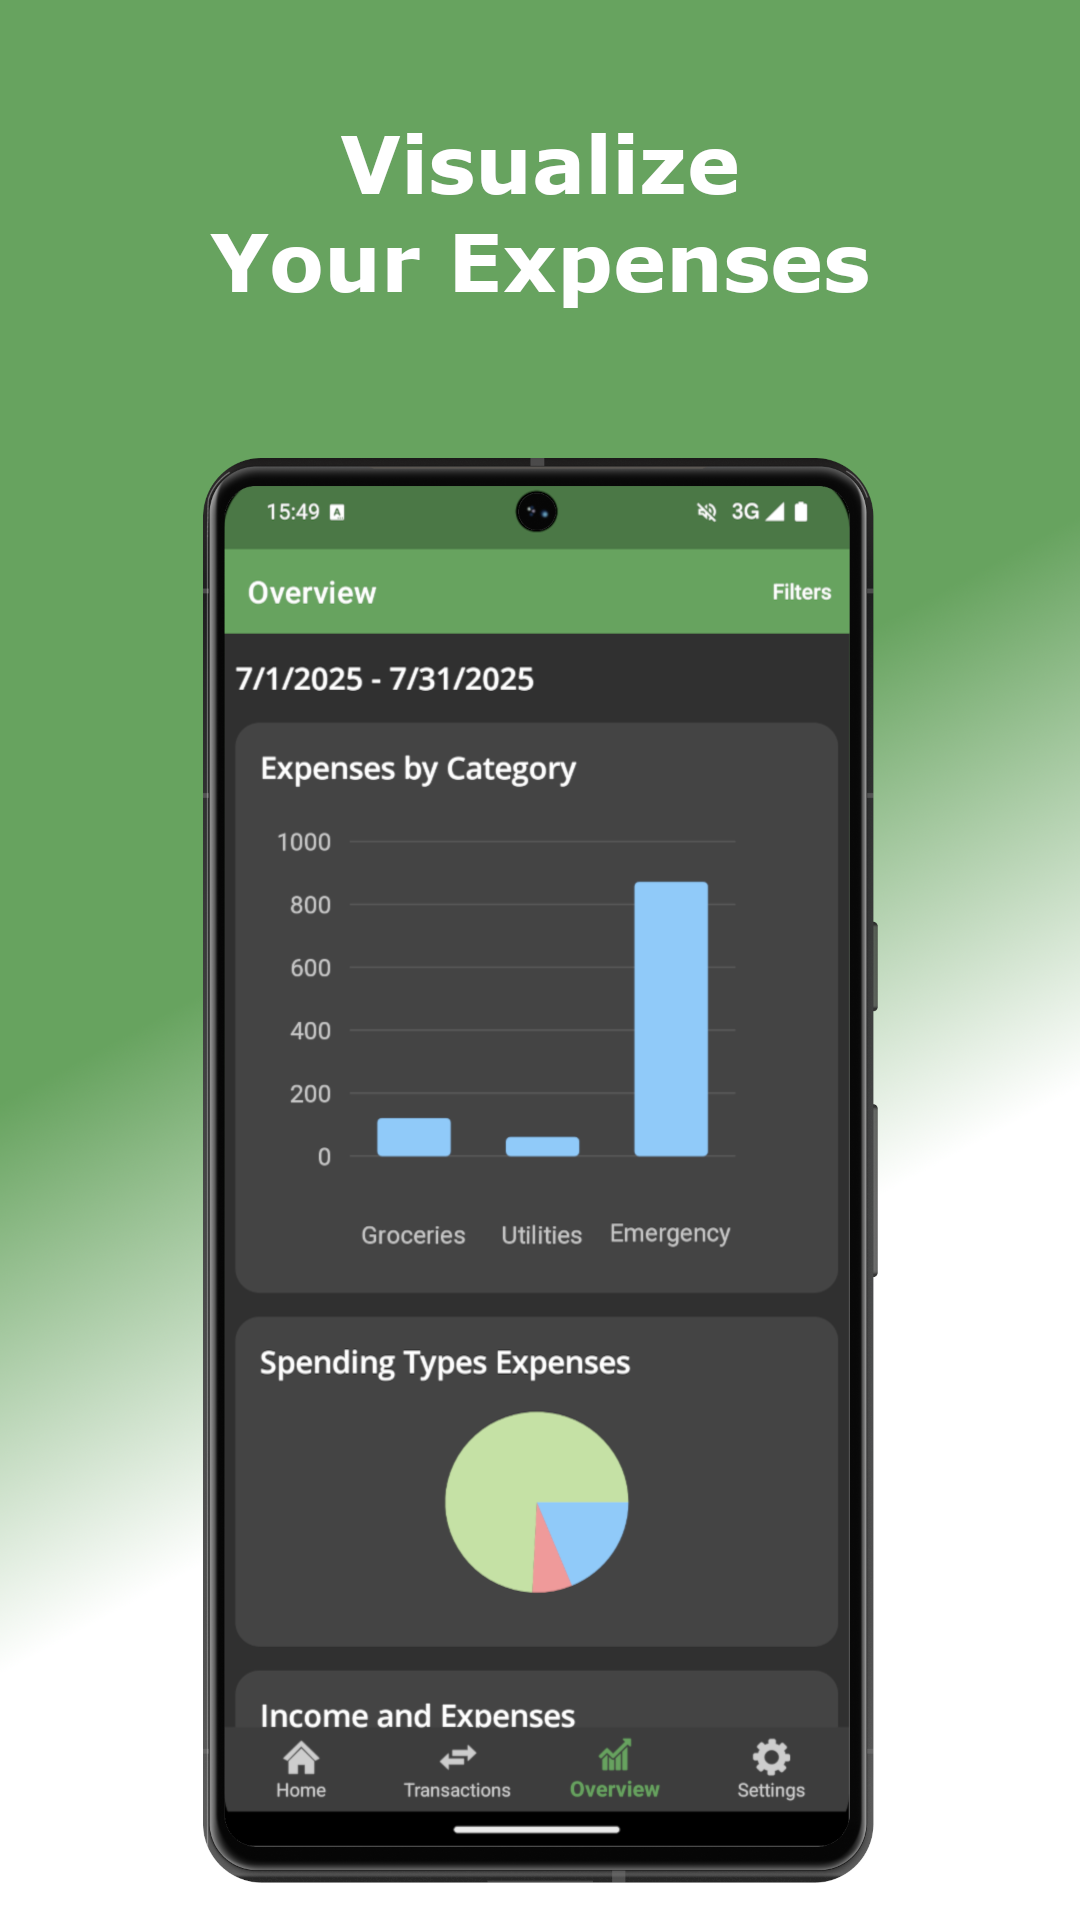 Visualize
Your Expenses
15:49 A 3G
Overview Filters
7/1/2025 - 7/31/2025
Expenses by Category
1000
800
600
400
200
0
Groceries Utilities Emergency
Spending Types Expenses
Income and Expenses
Home Transactions Overview Settings